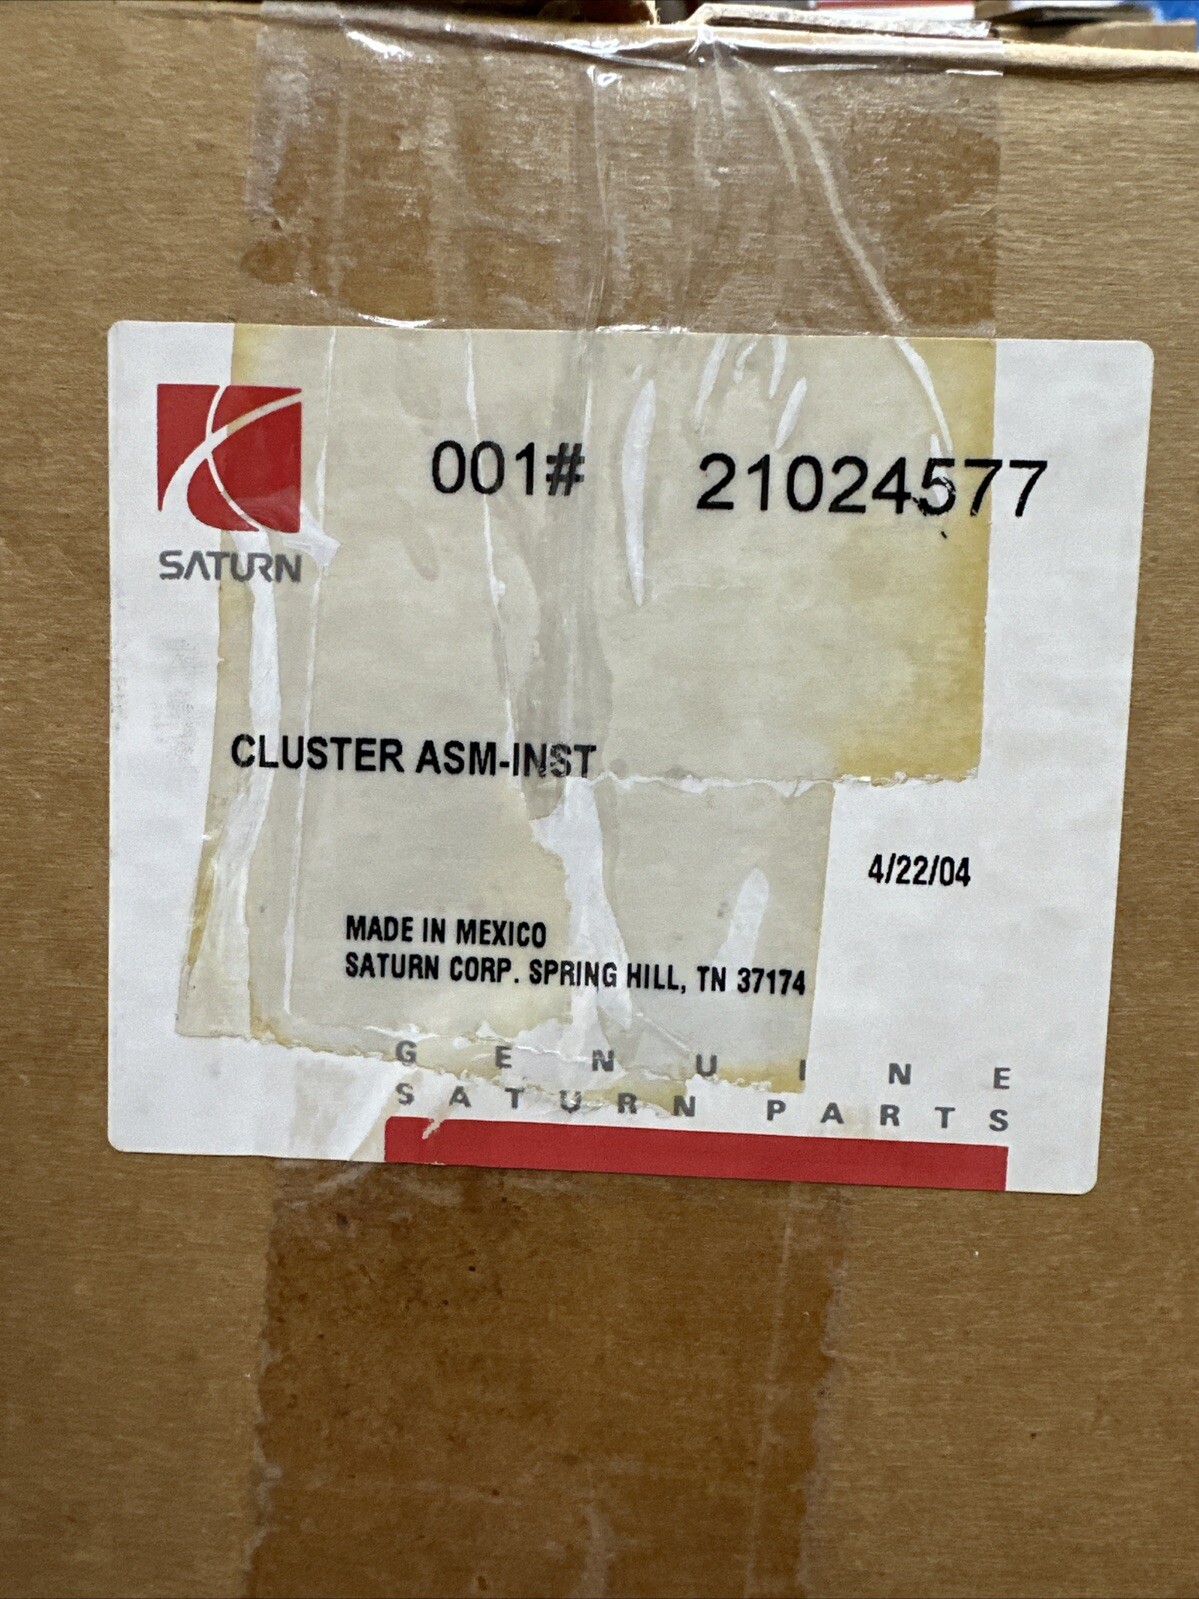 001# 21024577
SATURN
CLUSTER ASM-INST
4/22/04
MADE IN MEXICO
SATURN CORP. SPRING HILL, TN 37174
GENUINE
SATURN PARTS